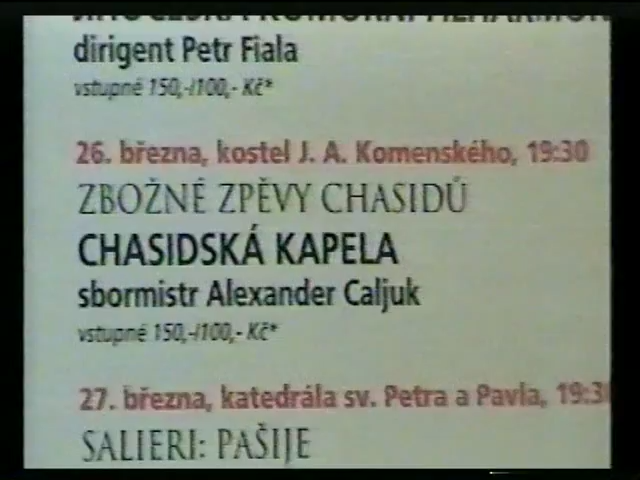 dirigent Petr Fiala
vstupné 150,-/100,- Kč*
26. března, kostel J. A. Komenského, 19:30
ZBOŽNÉ ZPĚVY CHASIDŮ
CHASIDSKÁ KAPELA
sbormistr Alexander Caljuk
vstupné 150,-/100,- Kč*
27. března, katedrála sv. Petra a Pavla, 19:3
SALIERI: PAŠIJE